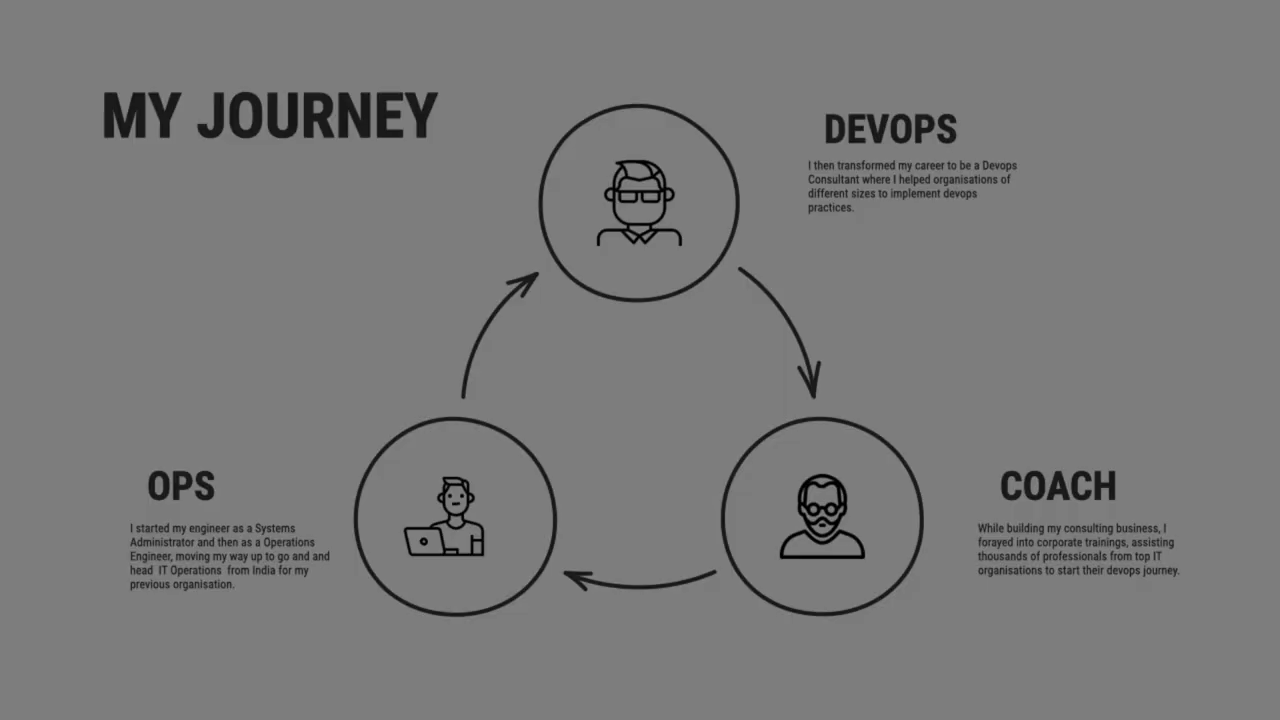 MY JOURNEY
DEVOPS
I then transformed my career to be a Devops
Consultant where I helped organisations of
different sizes to implement devops
practices.
OPS
I started my engineer as a Systems
Administrator and then as a Operations
Engineer, moving my way up to go and and
head IT Operations from India for my
previous organisation.
COACH
While building my consulting business, I
forayed into corporate trainings, assisting
thousands of professionals from top IT
organisations to start their devops journey.